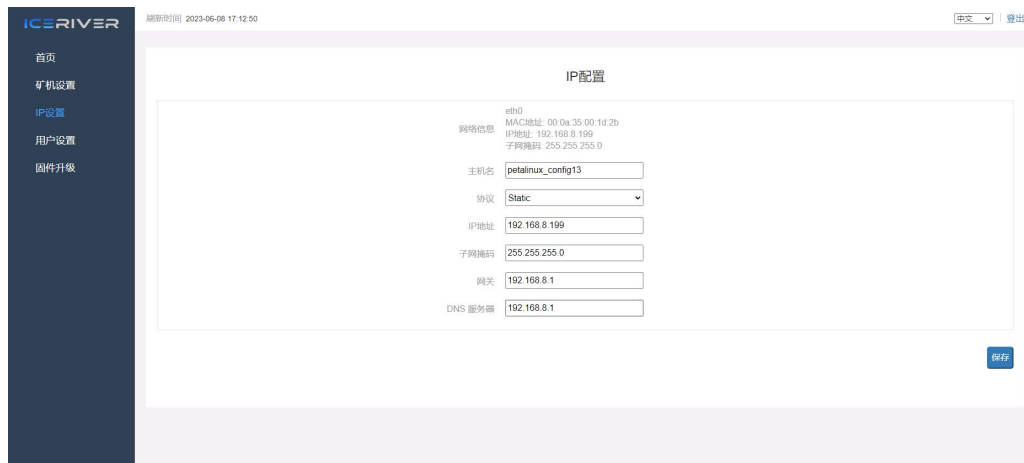 ICERIVER
刷新时间 2023-06-08 17:12:50
中文
登出
首页
矿机设置
IP设置
用户设置
固件升级
IP配置
网络信息
eth0
MAC地址: 00:0a:35:00:1d:2b
IP地址: 192.168.8.199
子网掩码: 255.255.255.0
主机名 petalinux_config13
协议 Static
IP地址 192.168.8.199
子网掩码 255.255.255.0
网关 192.168.8.1
DNS 服务器 192.168.8.1
保存